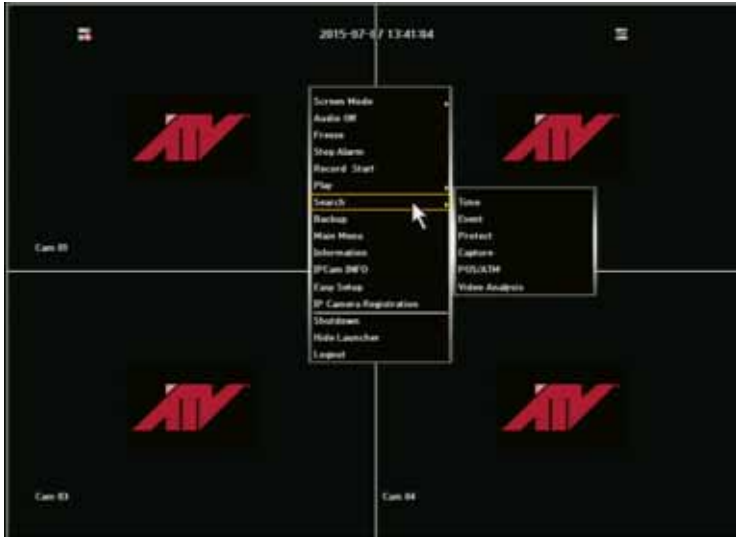 2015-07-07 13:41:04
ATV
ATV
Screen Mode
Audio Off
Freeze
Stop Alarm
Record Start
Play
Search
Backup
Main Menu
Information
IPCam INFO
Easy Setup
IP Camera Registration
Shutdown
Hide Launcher
Logout
Time
Event
Protect
Capture
POS/ATM
Video Analysis
Cam 01
ATV
ATV
Cam 03
Cam 04